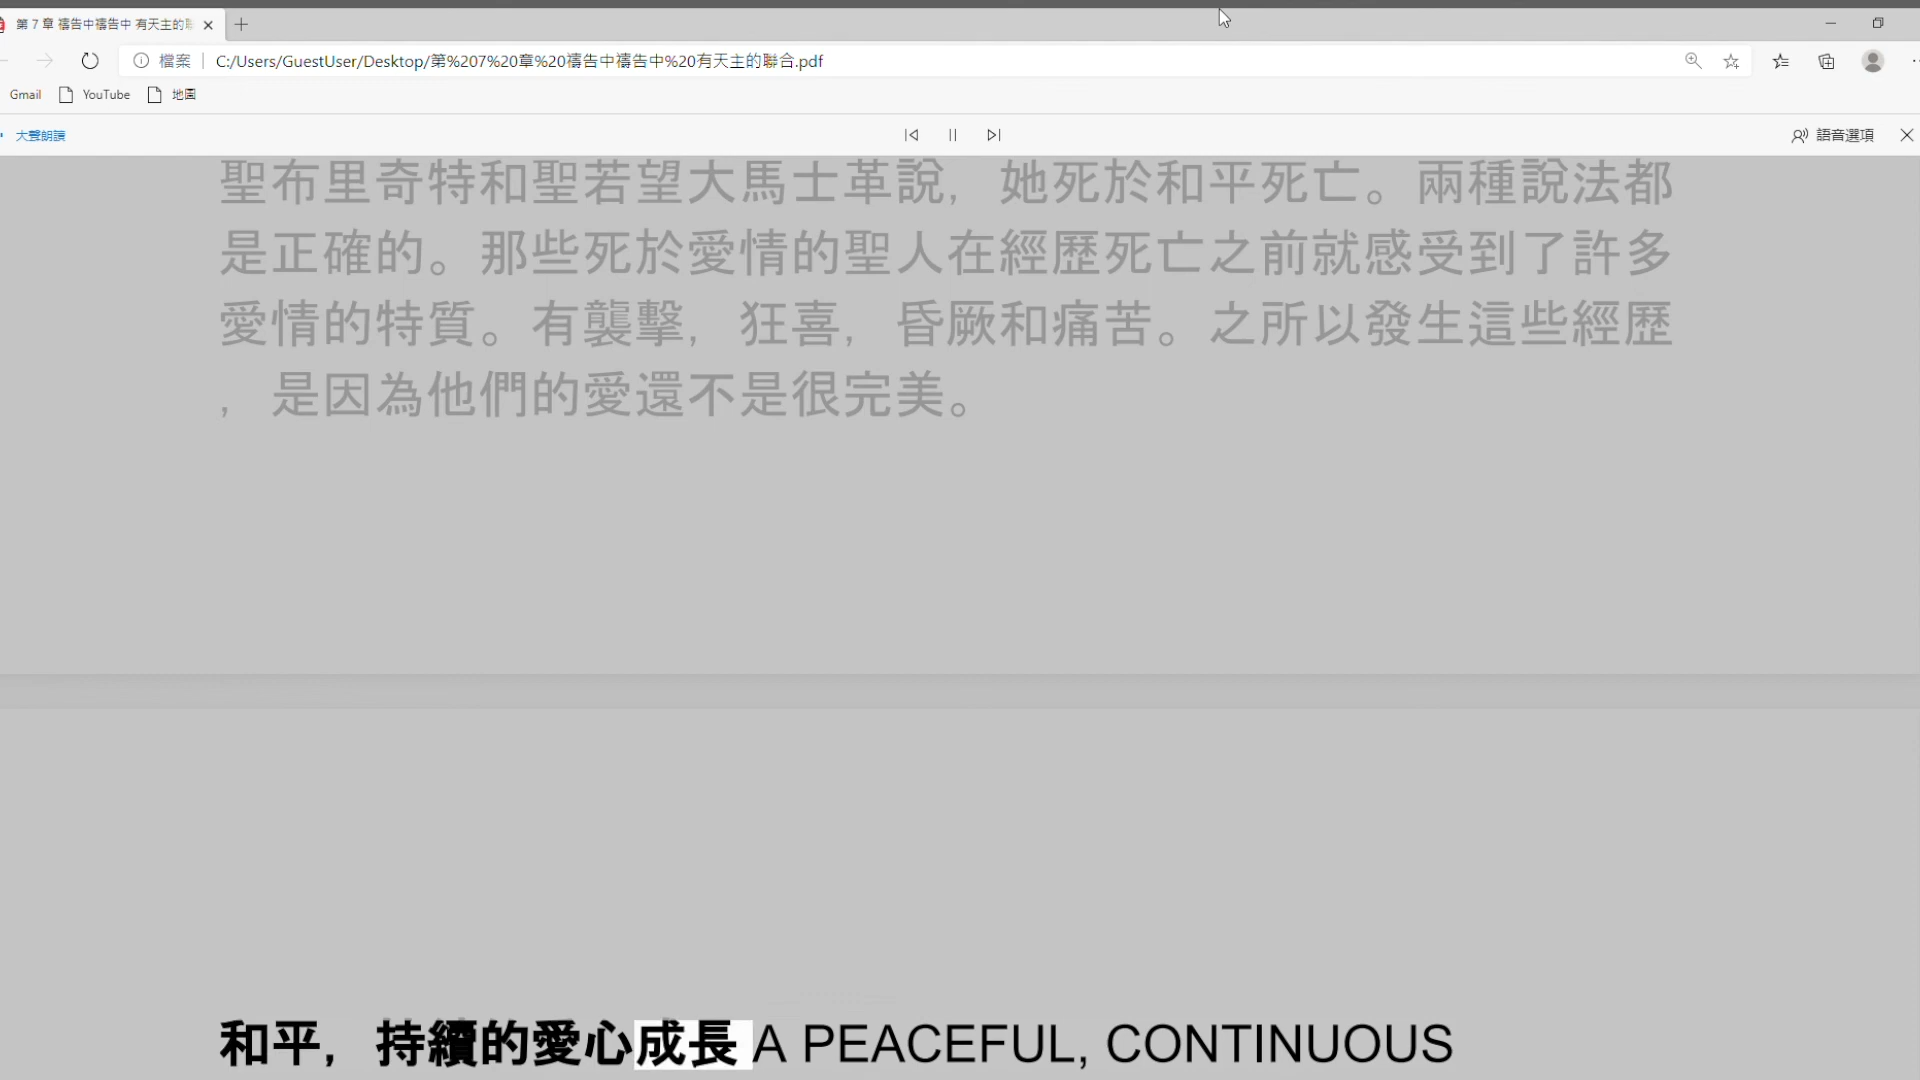 第 7 章 禱告中禱告中 有天主的
檔案 C:/Users/GuestUser/Desktop/第%207%20章%20禱告中禱告中%20有天主的聯合.pdf
Gmail YouTube 地圖
大聲朗讀 語音選項
聖布里奇特和聖若望大馬士革說，她死於和平死亡。兩種說法都
是正確的。那些死於愛情的聖人在經歷死亡之前就感受到了許多
愛情的特質。有襲擊，狂喜，昏厥和痛苦。之所以發生這些經歷
，是因為他們的愛還不是很完美。
和平，持續的愛心成長 A PEACEFUL, CONTINUOUS